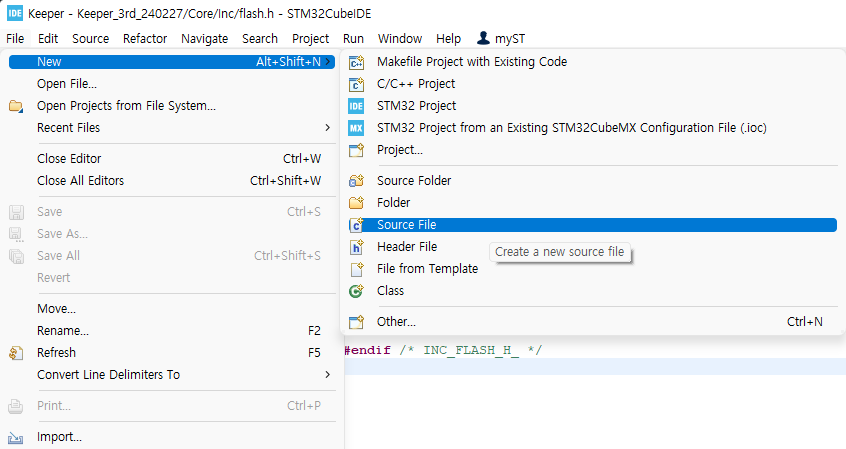 IDE Keeper - Keeper_3rd_240227/Core/Inc/flash.h - STM32CubeIDE
File Edit Source Refactor Navigate Search Project Run Window Help myST
New Alt+Shift+N
Open File...
Open Projects from File System...
Recent Files
Close Editor Ctrl+W
Close All Editors Ctrl+Shift+W
Save Ctrl+S
Save As...
Save All Ctrl+Shift+S
Revert
Move...
Rename... F2
Refresh F5
Convert Line Delimiters To
Print... Ctrl+P
Import...
Makefile Project with Existing Code
C/C++ Project
IDE STM32 Project
MX STM32 Project from an Existing STM32CubeMX Configuration File (.ioc)
Project...
Source Folder
Folder
Source File
Header File
Create a new source file
File from Template
Class
Other... Ctrl+N
#endif /* INC_FLASH_H_ */